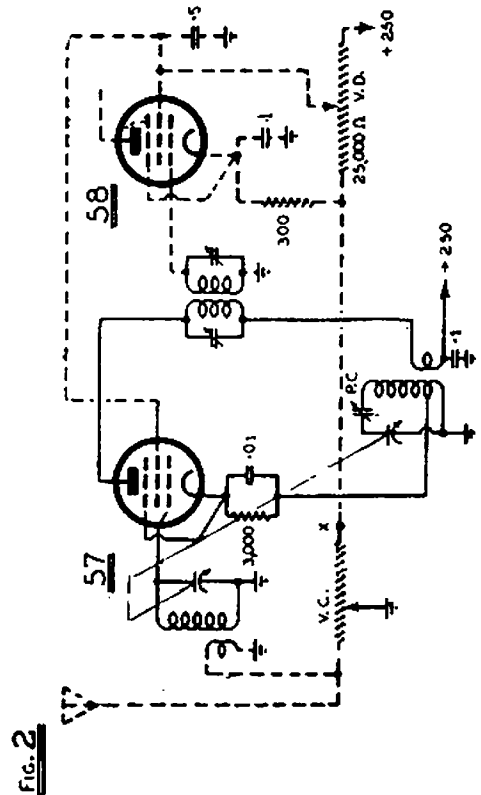 FIG. 2
57
58
.5
.1
300
+250
25,000 Ω V.D.
.01
3,000
P.C.
.1
+250
X
V.C.